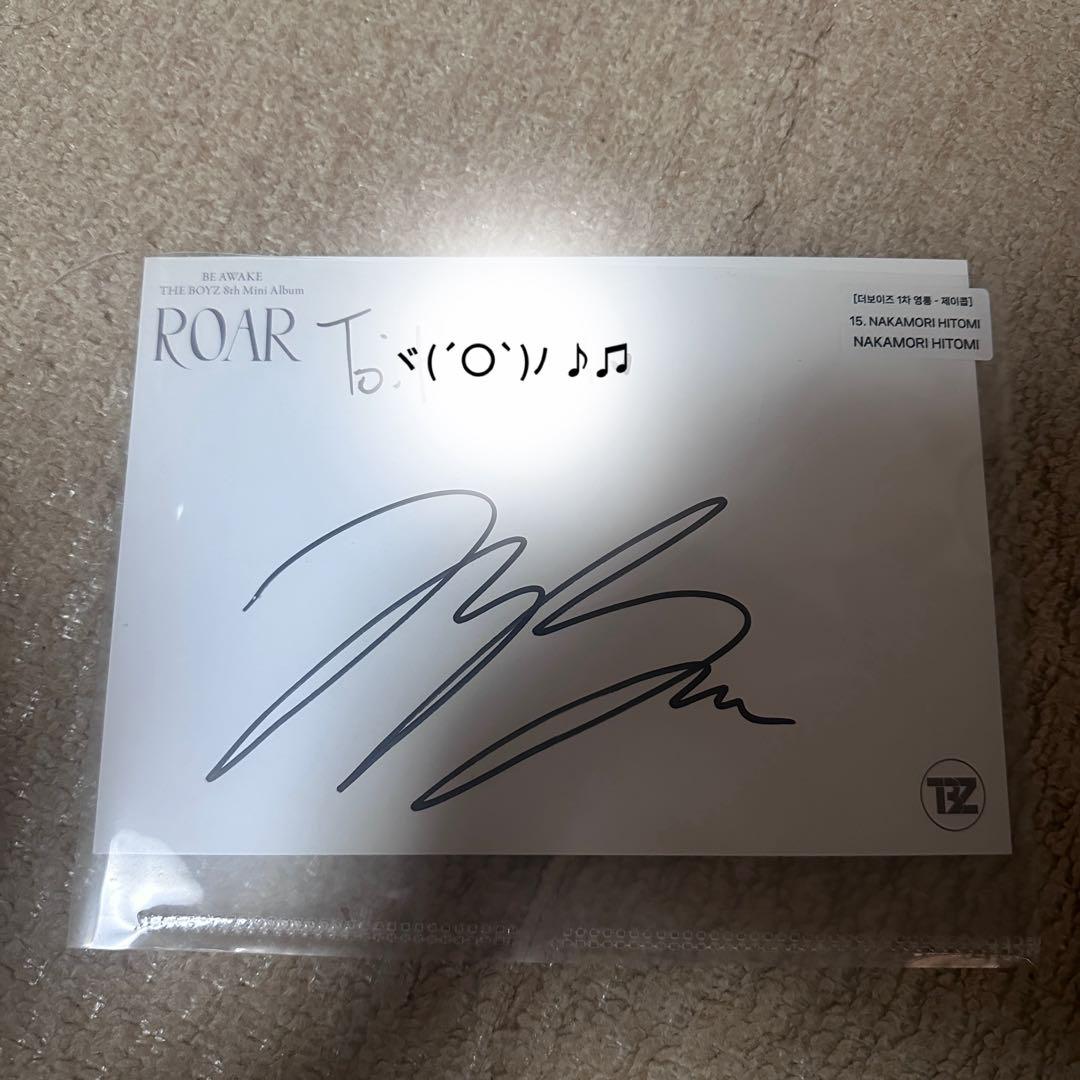 BE AWAKE
THE BOYZ 8th Mini Album
ROAR
To:
ヾ(´○`)ﾉ ♪♫
[더보이즈 1차 영통 - 제이콥]
15. NAKAMORI HITOMI
NAKAMORI HITOMI
TBZ